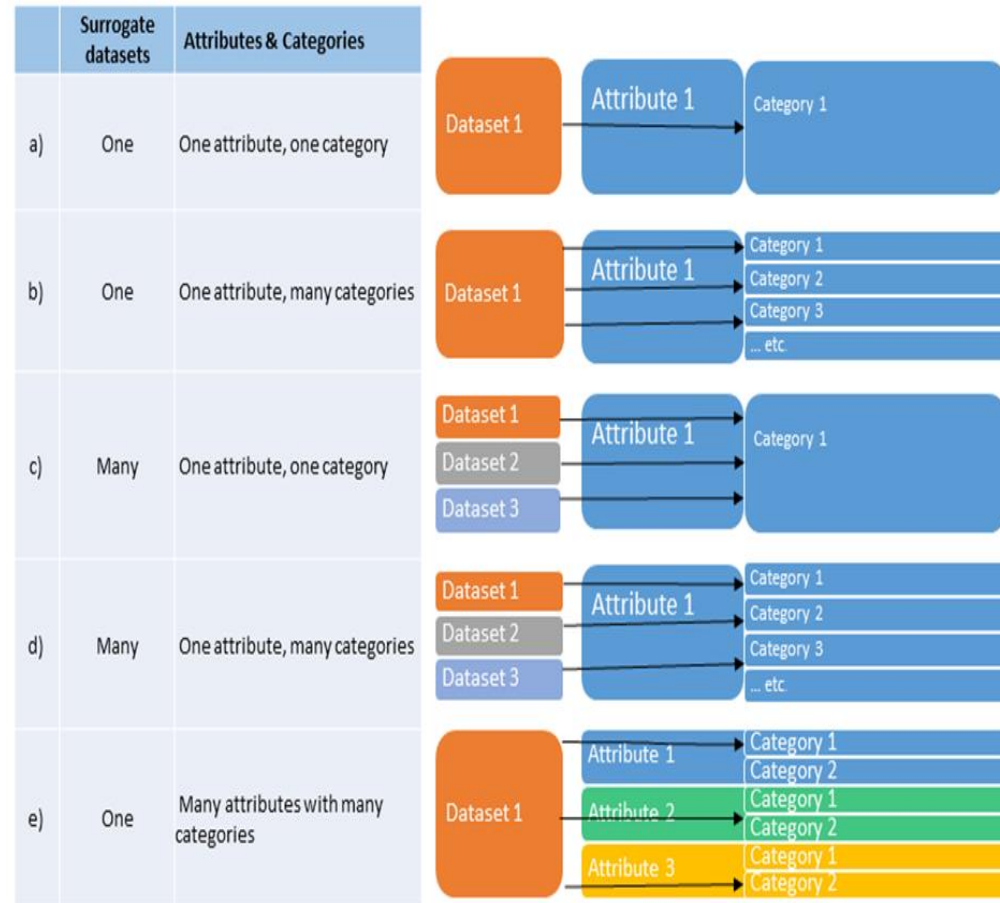 Surrogate
datasets
Attributes & Categories
a)
One
One attribute, one category
Dataset 1
Attribute 1
Category 1
b)
One
One attribute, many categories
Dataset 1
Attribute 1
Category 1
Category 2
Category 3
... etc.
c)
Many
One attribute, one category
Dataset 1
Dataset 2
Dataset 3
Attribute 1
Category 1
d)
Many
One attribute, many categories
Dataset 1
Dataset 2
Dataset 3
Attribute 1
Category 1
Category 2
Category 3
... etc.
e)
One
Many attributes with many
categories
Dataset 1
Attribute 1
Category 1
Category 2
Attribute 2
Category 1
Category 2
Attribute 3
Category 1
Category 2